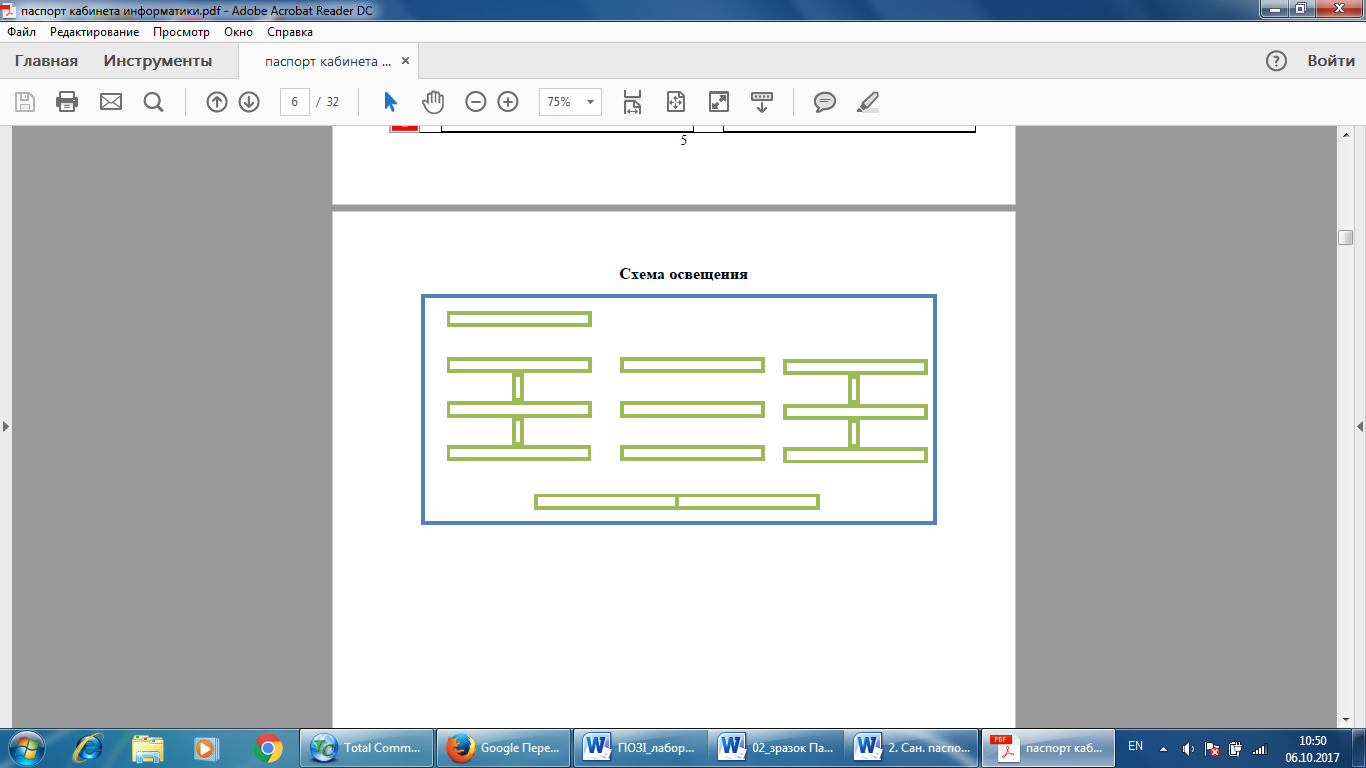 паспорт кабинета информатики.pdf - Adobe Acrobat Reader DC
Файл Редактирование Просмотр Окно Справка
Главная Инструменты паспорт кабинета ... × ? Войти
6 / 32 75%
5
Схема освещения
Total Comm... Google Пере... ПОЗІ_лабор... 02_зразок Па... 2. Сан. паспо... PDF паспорт каб... EN 10:50
06.10.2017